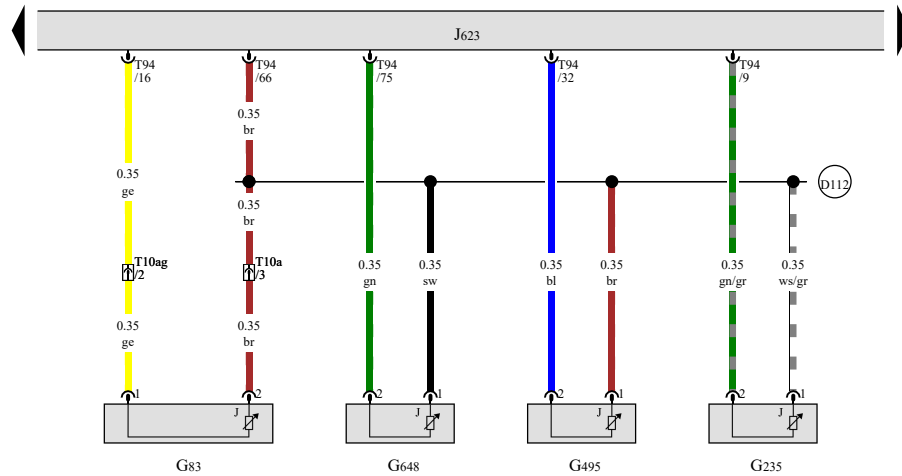 J623
T94
/16
T94
/66
T94
/75
T94
/32
T94
/9
0.35
br
0.35
ge
D112
0.35
br
T10ag
/2
T10a
/3
0.35
gn
0.35
sw
0.35
bl
0.35
br
0.35
gn/gr
0.35
ws/gr
0.35
ge
0.35
br
1
2
2
1
2
1
2
1
J
J
J
J
G83
G648
G495
G235